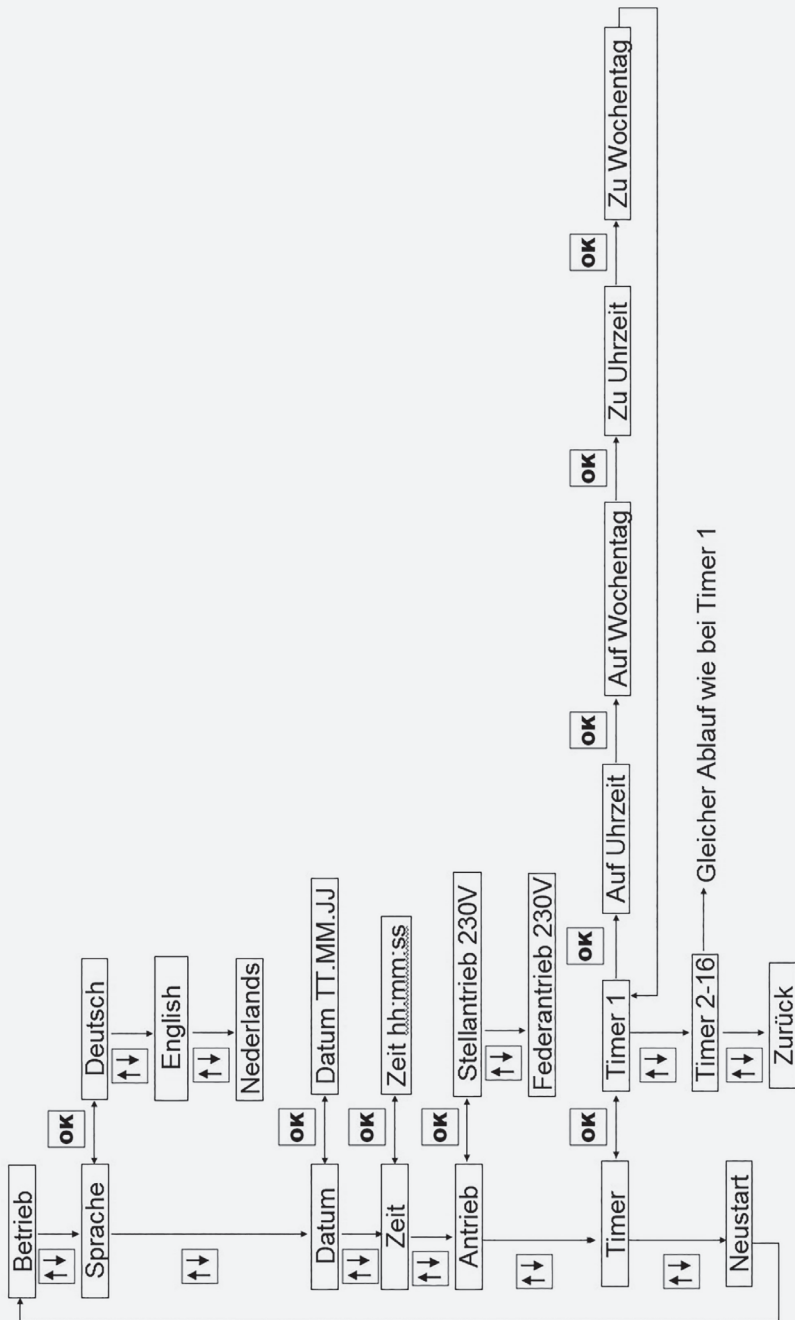 Betrieb
Sprache
OK
Deutsch
English
Nederlands
Datum
OK
Datum TT.MM.JJ
Zeit
OK
Zeit hh:mm:ss
Antrieb
OK
Stellantrieb 230V
Federantrieb 230V
Timer
OK
Timer 1
OK
Auf Uhrzeit
OK
Auf Wochentag
OK
Zu Uhrzeit
OK
Zu Wochentag
Timer 2-16
Gleicher Ablauf wie bei Timer 1
Zurück
Neustart